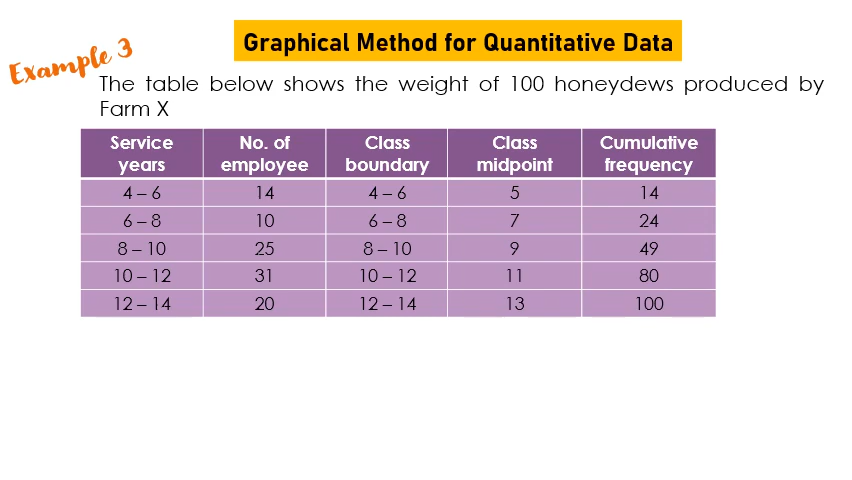 Graphical Method for Quantitative Data
Example 3
The table below shows the weight of 100 honeydews produced by
Farm X
Service years No. of employee Class boundary Class midpoint Cumulative frequency
4 – 6 14 4 – 6 5 14
6 – 8 10 6 – 8 7 24
8 – 10 25 8 – 10 9 49
10 – 12 31 10 – 12 11 80
12 – 14 20 12 – 14 13 100